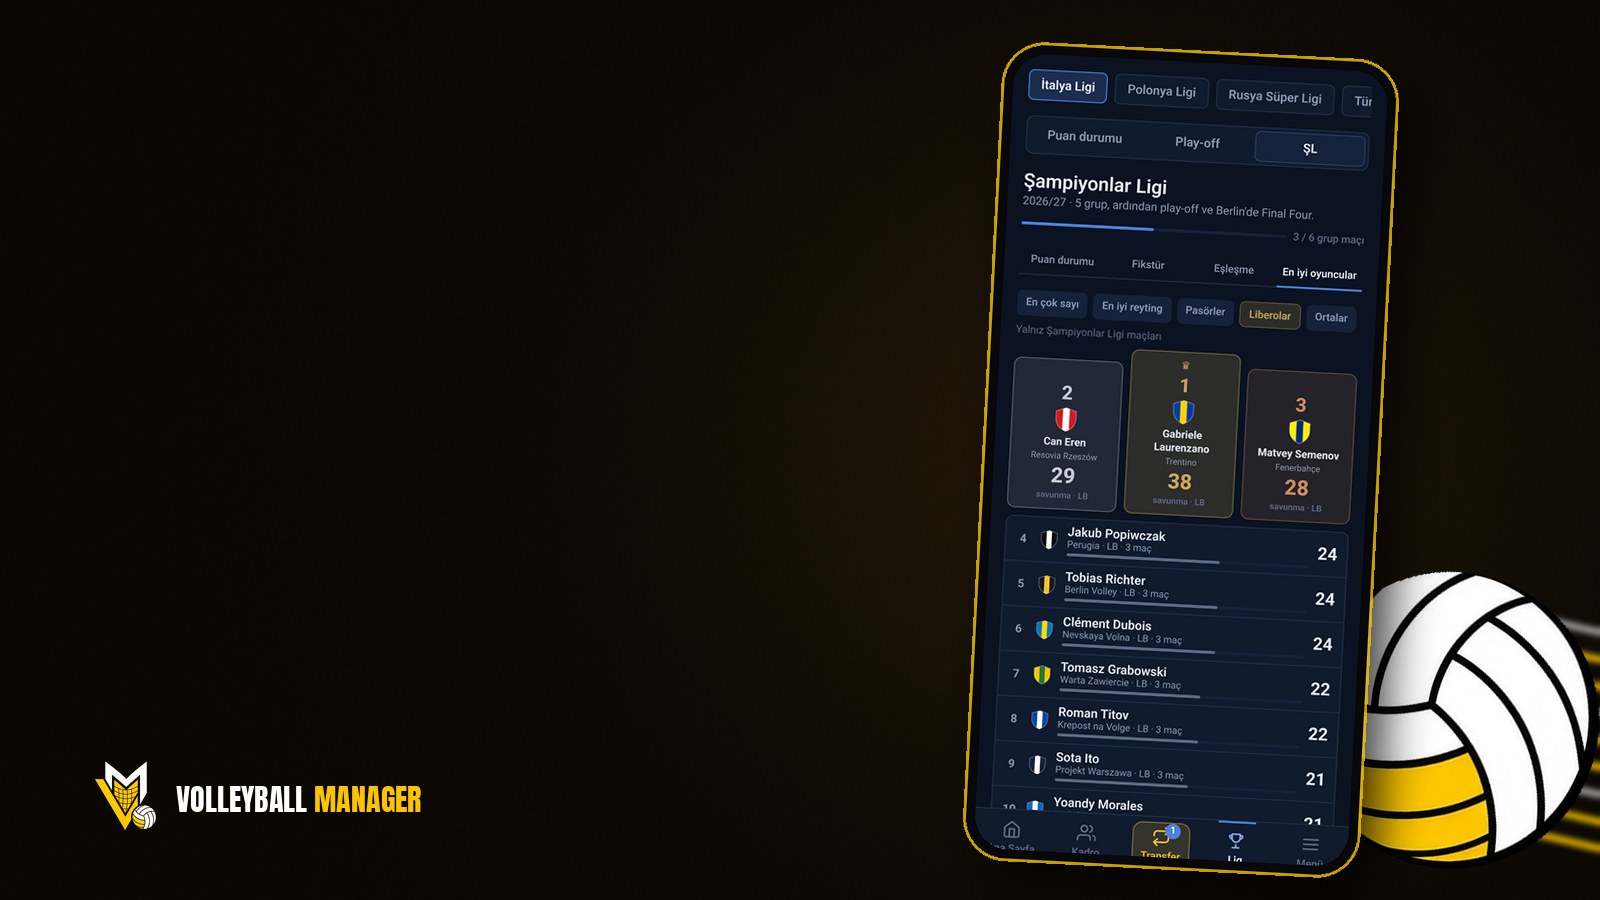 İtalya Ligi
Polonya Ligi
Rusya Süper Ligi
Tür
Puan durumu
Play-off
ŞL
Şampiyonlar Ligi
2026/27 · 5 grup, ardından play-off ve Berlin'de Final Four.
3 / 6 grup maçı
Puan durumu
Fikstür
Eşleşme
En iyi oyuncular
En çok sayı
En iyi reyting
Pasörler
Liberolar
Ortalar
Yalnız Şampiyonlar Ligi maçları
2
Can Eren
Resovia Rzeszów
29
savunma · LB
1
Gabriele
Laurenzano
Trentino
38
savunma · LB
3
Matvey Semenov
Fenerbahçe
28
savunma · LB
4
Jakub Popiwczak
Perugia · LB · 3 maç
24
5
Tobias Richter
Berlin Volley · LB · 3 maç
24
6
Clément Dubois
Nevskaya Volna · LB · 3 maç
24
7
Tomasz Grabowski
Warta Zawiercie · LB · 3 maç
22
8
Roman Titov
Krepost na Volge · LB · 3 maç
22
9
Sota Ito
Projekt Warszawa · LB · 3 maç
21
10
Yoandy Morales
21
Sayfa
Kadro
1
Transfer
Lig
Menü
VOLLEYBALL MANAGER